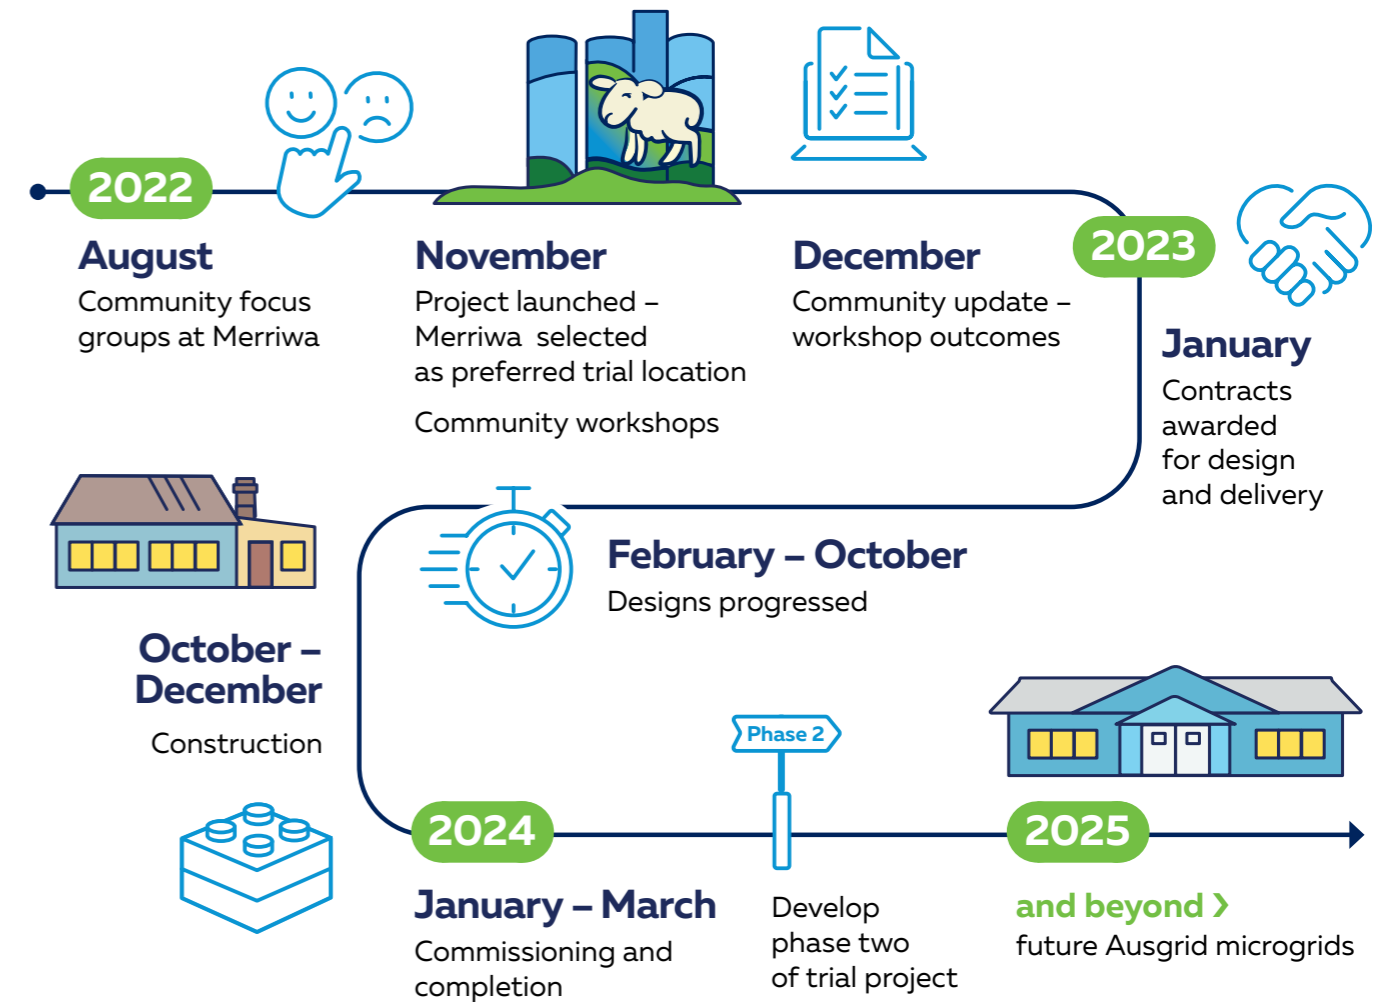 2022
August
Community focus
groups at Merriwa
November
Project launched –
Merriwa selected
as preferred trial location
Community workshops
December
Community update –
workshop outcomes
2023
January
Contracts
awarded
for design
and delivery
February – October
Designs progressed
October –
December
Construction
2024
January – March
Commissioning and
completion
Phase 2
Develop
phase two
of trial project
2025
and beyond ❯
future Ausgrid microgrids